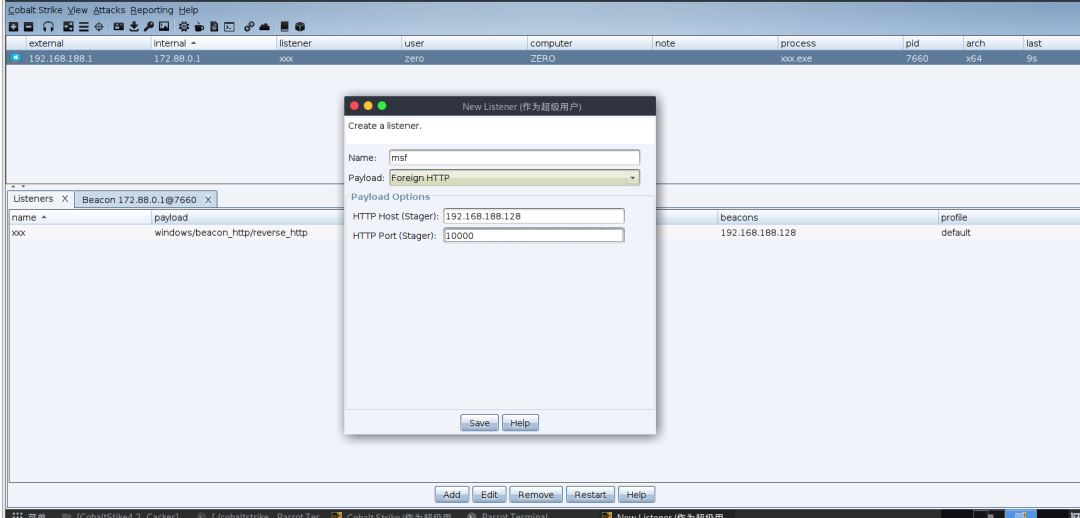 Cobalt Strike View Attacks Reporting Help
external internal listener user computer note process pid arch last
192.168.188.1 172.88.0.1 xxx zero ZERO xxx.exe 7660 x64 9s
New Listener (作为超级用户)
Create a listener.
Name: msf
Payload: Foreign HTTP
Payload Options
HTTP Host (Stager): 192.168.188.128
HTTP Port (Stager): 10000
Save Help
Listeners X Beacon 172.88.0.1@7660 X
name payload beacons profile
xxx windows/beacon_http/reverse_http 192.168.188.128 default
Add Edit Remove Restart Help
菜单 [CobaltStike4.2_Cacker] [./cobaltstrike Parrot Ter Cobalt Strike (作为超级用 Parrot Terminal New Listener (作为超级用